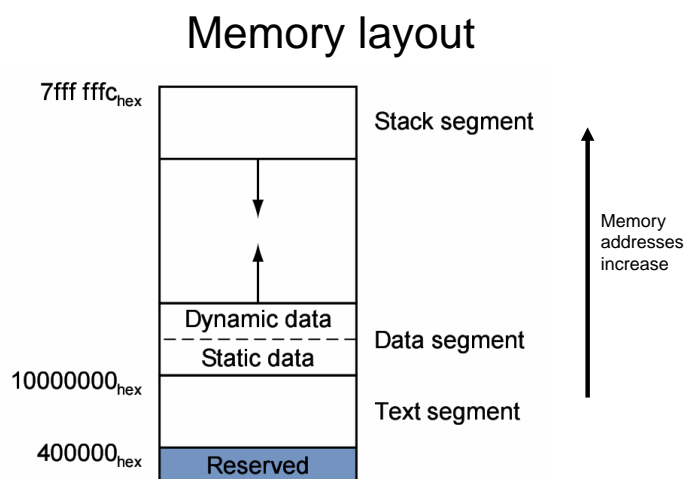 Memory layout
7fff fffchex
Stack segment
Memory
addresses
increase
Dynamic data
Static data
Data segment
10000000hex
Text segment
400000hex
Reserved